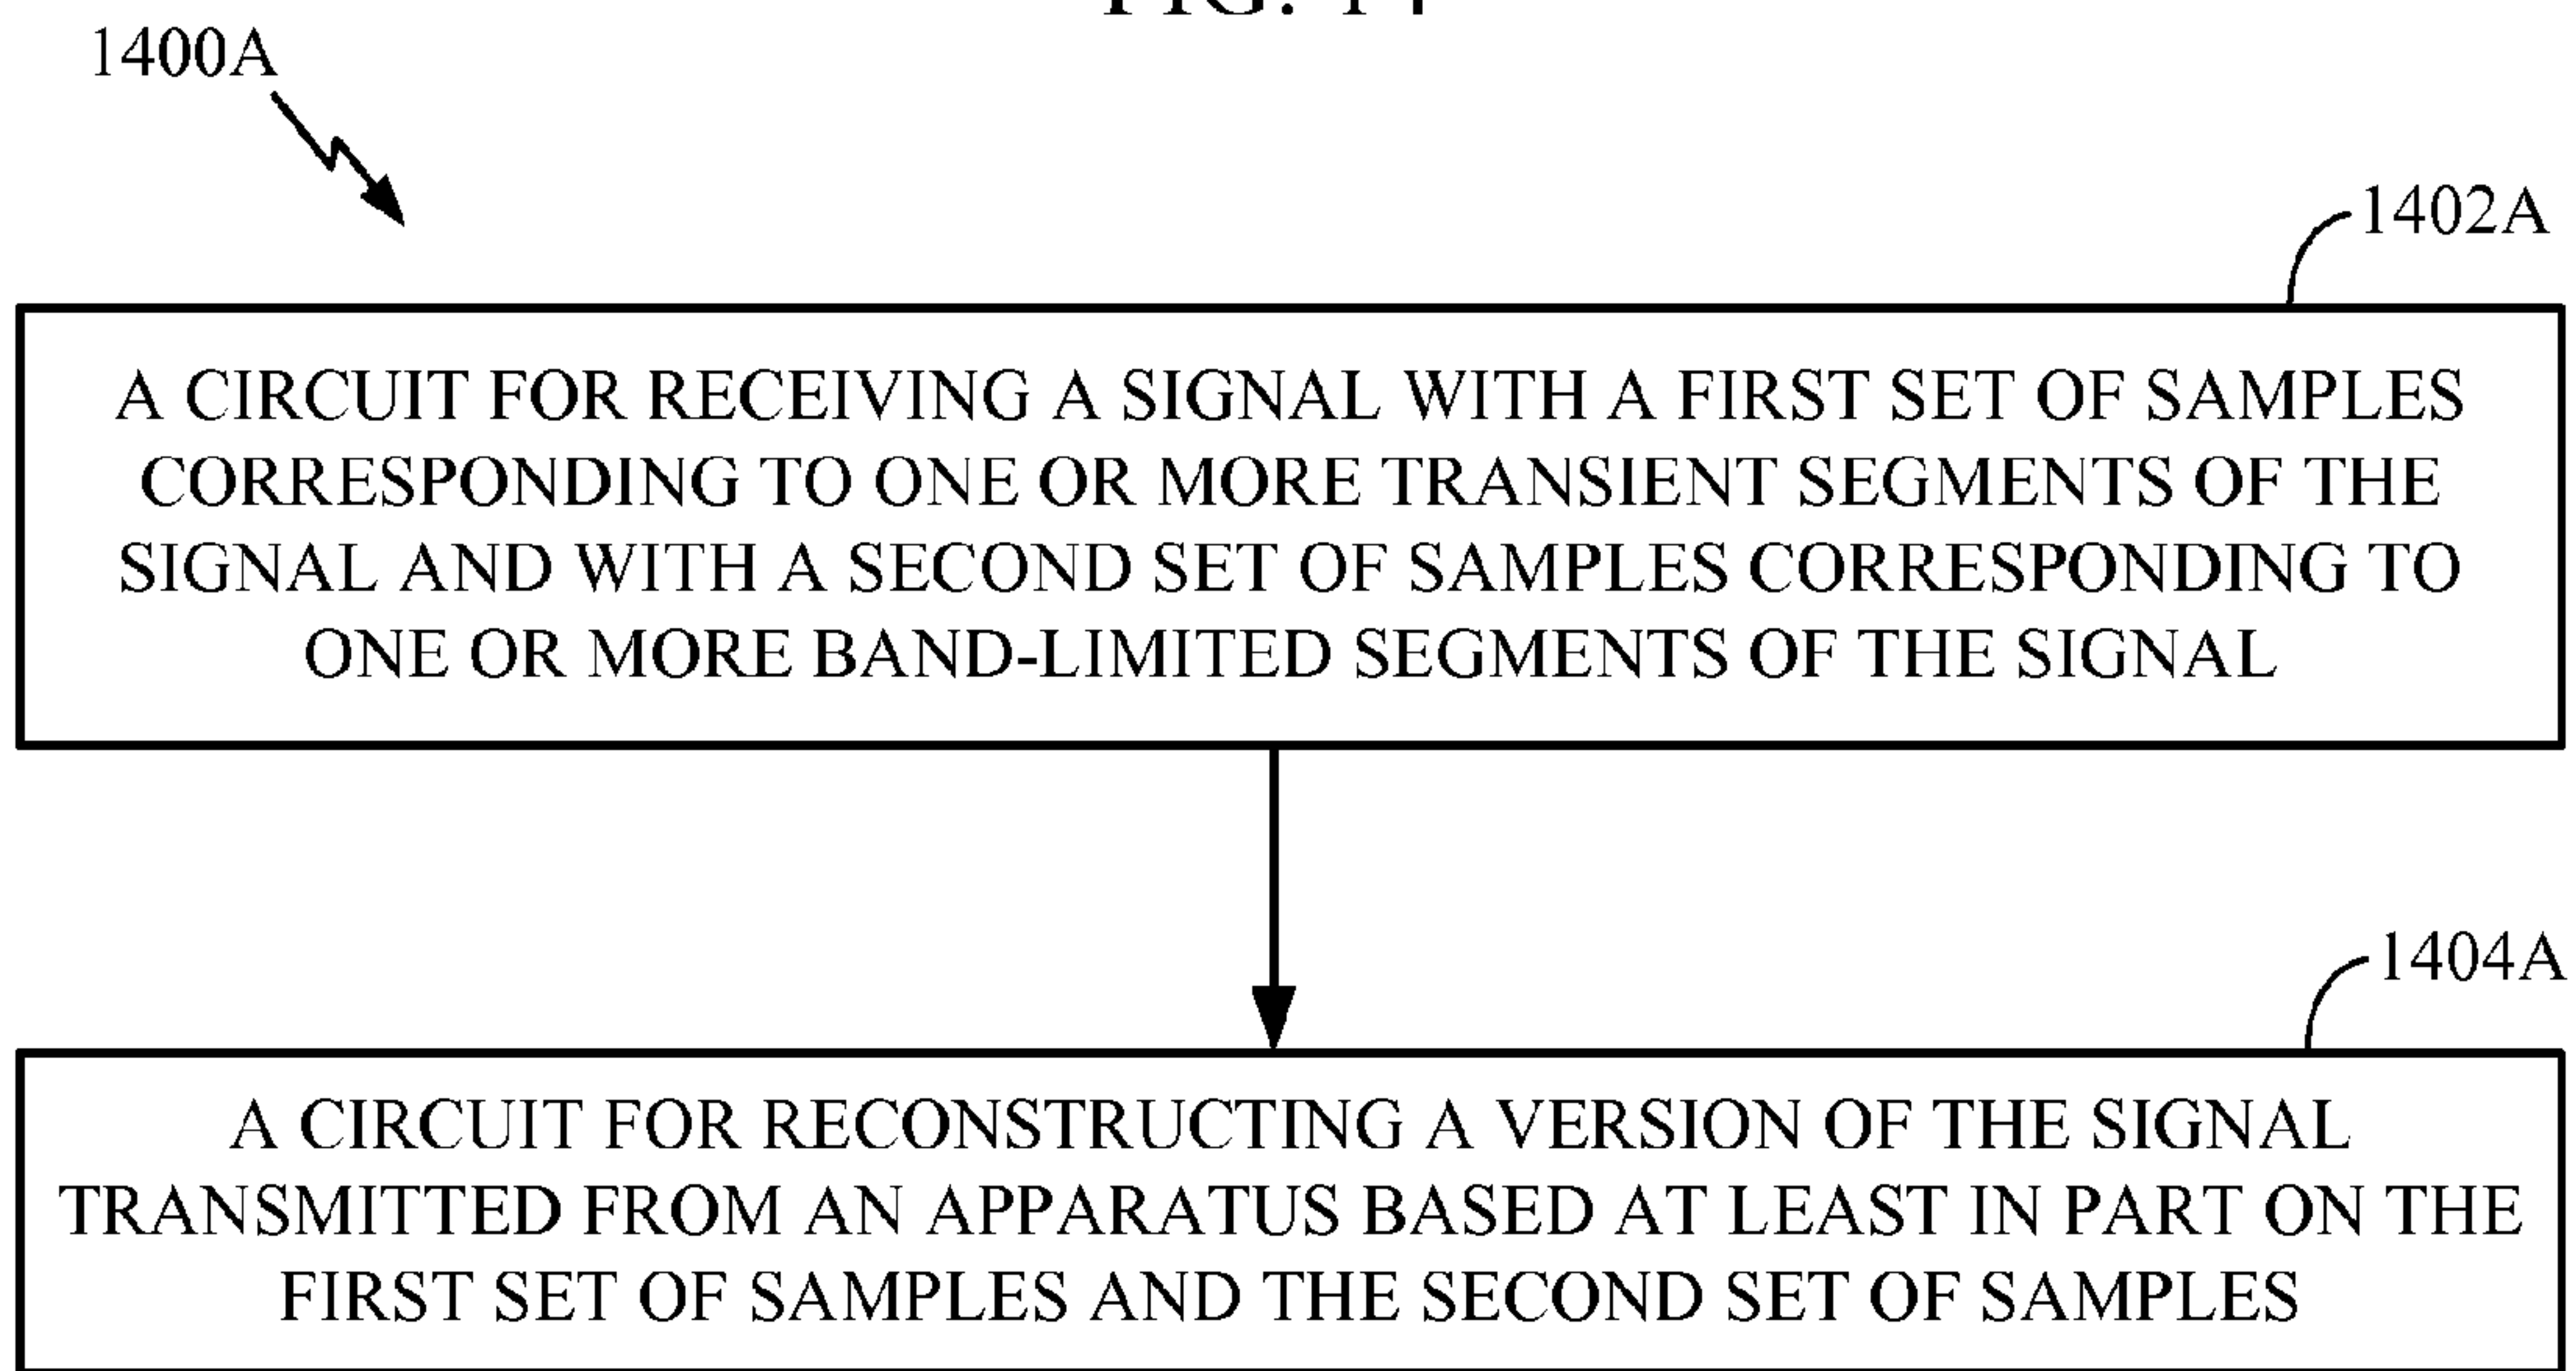 FIG. 14
1400A
1402A
A CIRCUIT FOR RECEIVING A SIGNAL WITH A FIRST SET OF SAMPLES
CORRESPONDING TO ONE OR MORE TRANSIENT SEGMENTS OF THE
SIGNAL AND WITH A SECOND SET OF SAMPLES CORRESPONDING TO
ONE OR MORE BAND-LIMITED SEGMENTS OF THE SIGNAL
1404A
A CIRCUIT FOR RECONSTRUCTING A VERSION OF THE SIGNAL
TRANSMITTED FROM AN APPARATUS BASED AT LEAST IN PART ON THE
FIRST SET OF SAMPLES AND THE SECOND SET OF SAMPLES